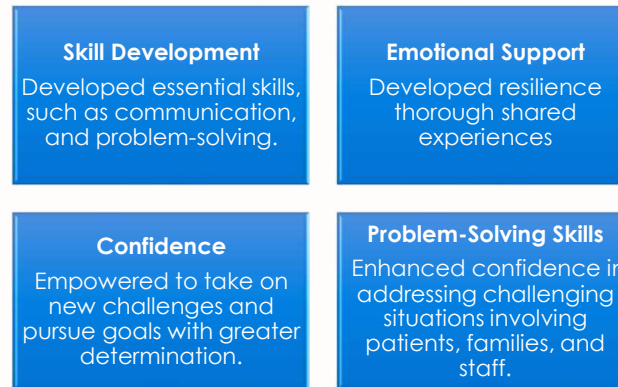 Skill Development
Developed essential skills,
such as communication,
and problem-solving.
Emotional Support
Developed resilience
thorough shared
experiences
Confidence
Empowered to take on
new challenges and
pursue goals with greater
determination.
Problem-Solving Skills
Enhanced confidence in
addressing challenging
situations involving
patients, families, and
staff.